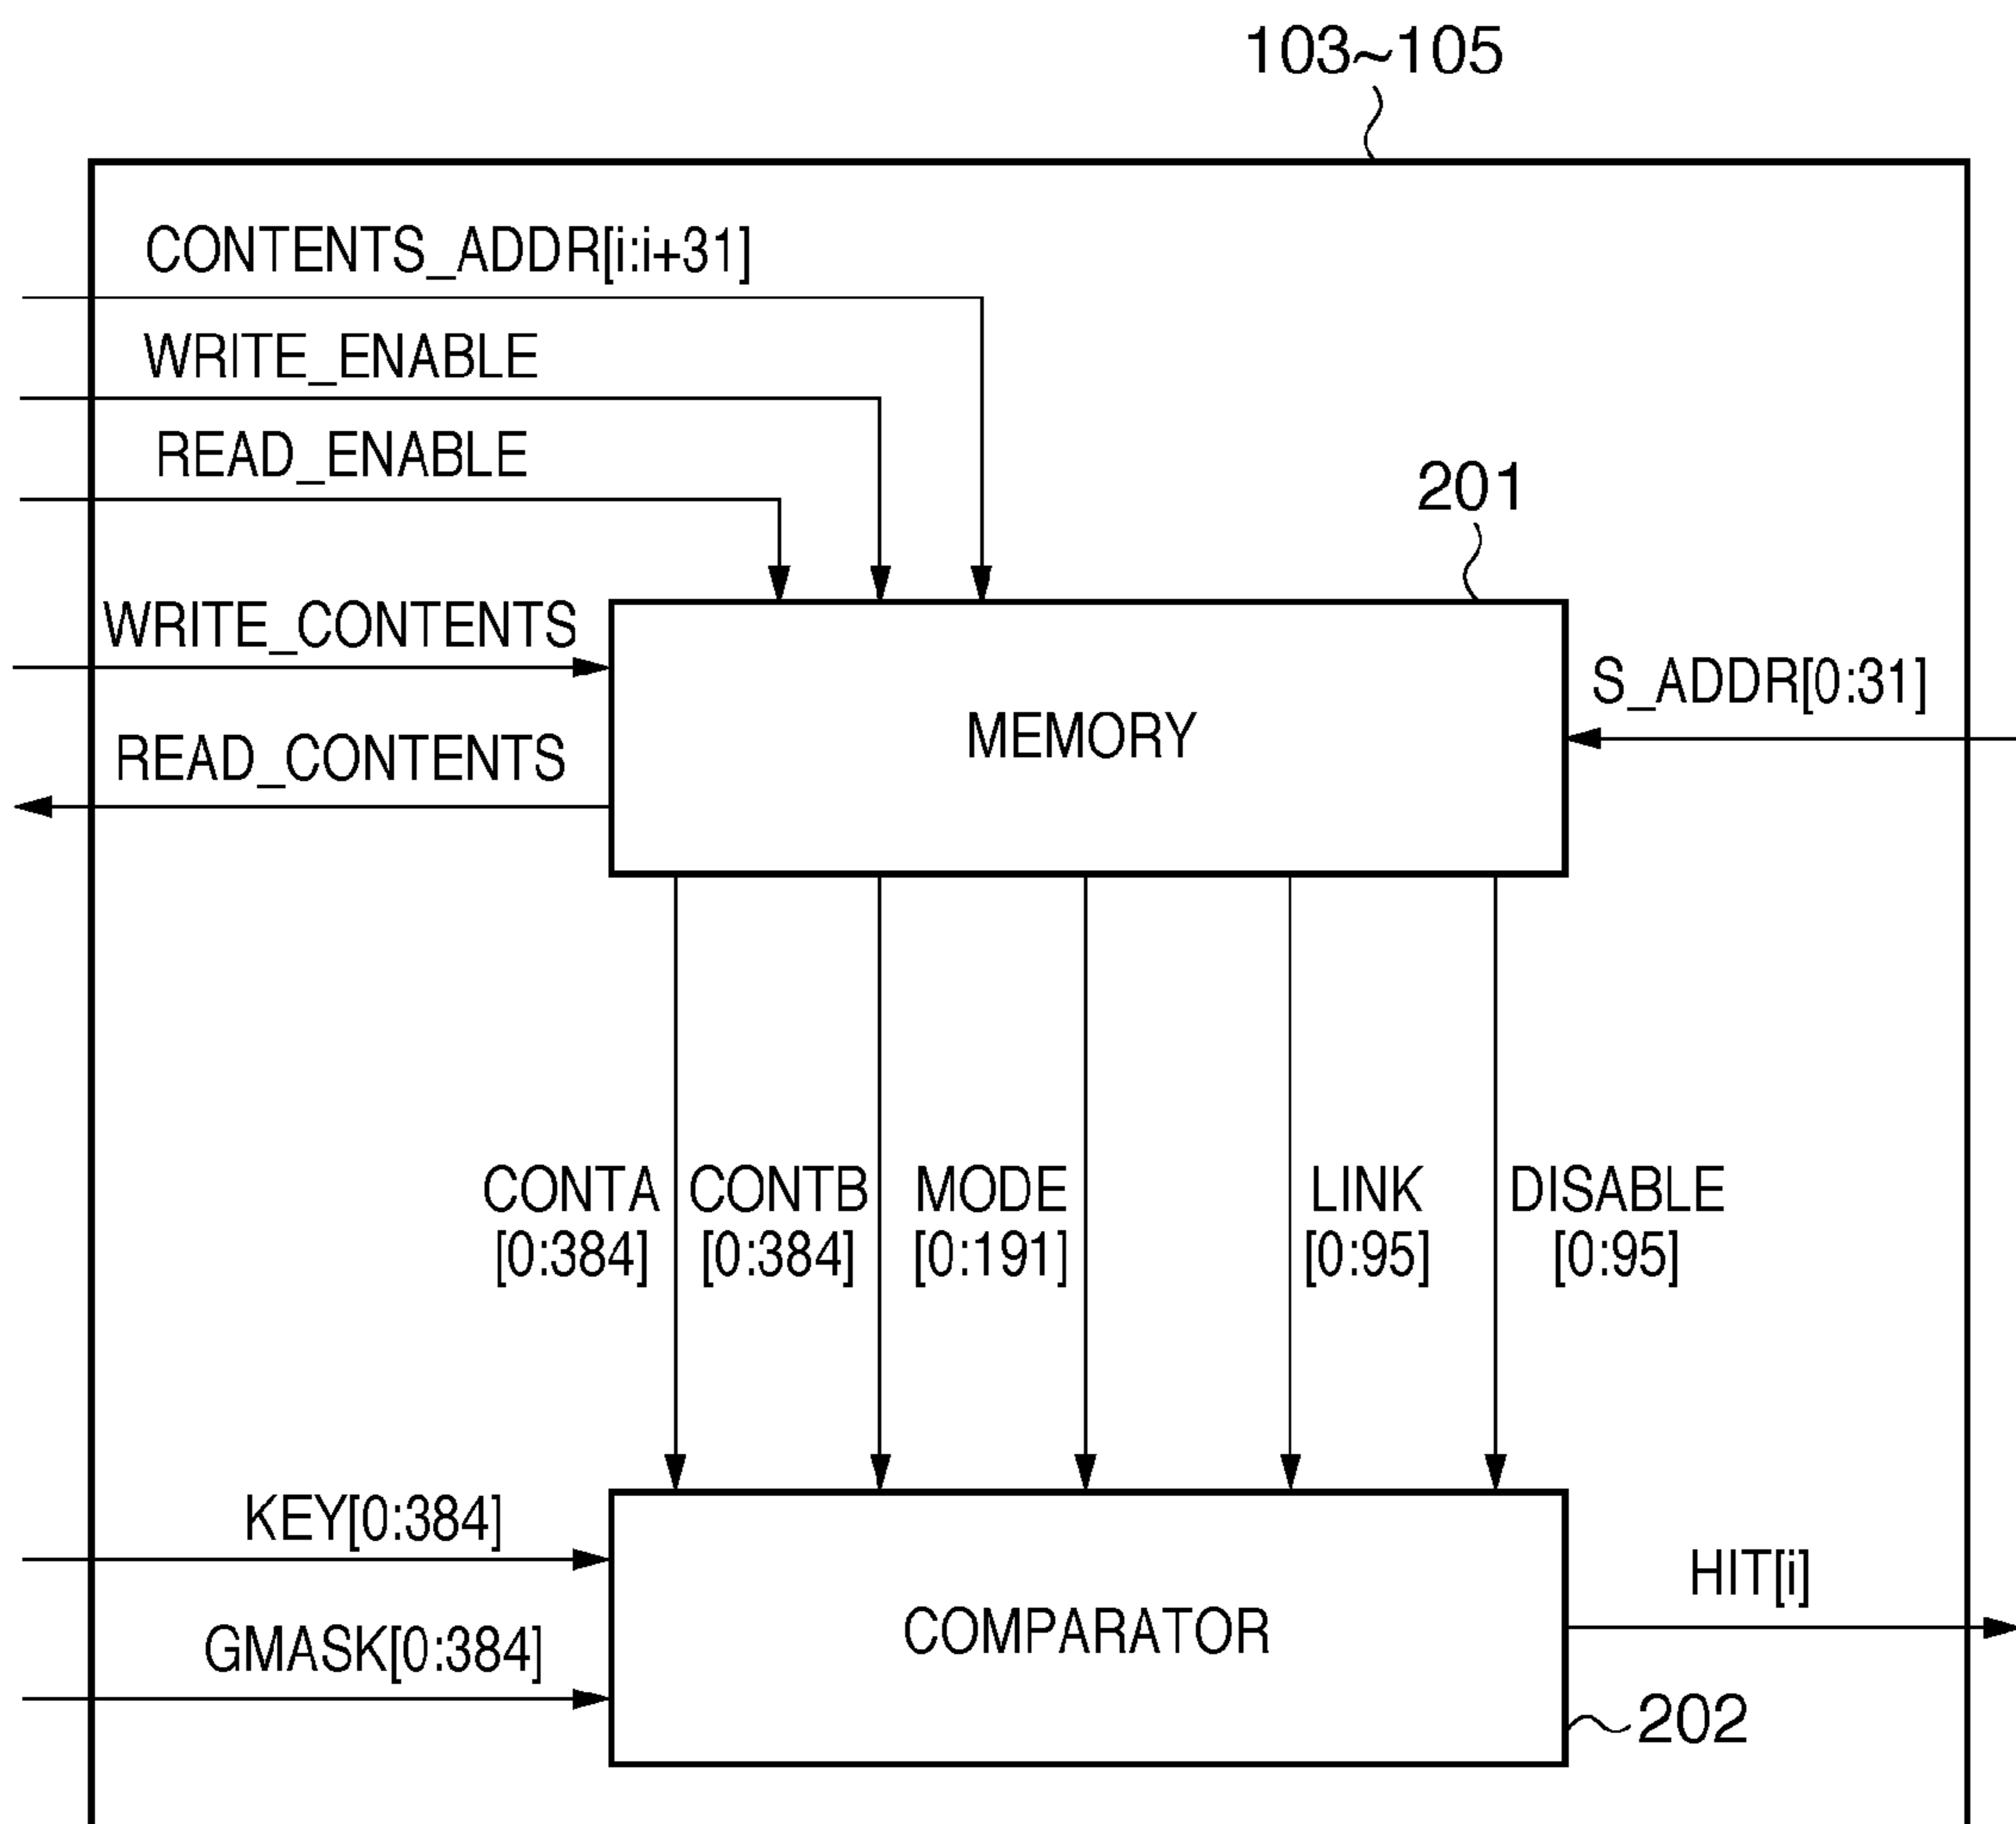 103~105
CONTENTS_ADDR[i:i+31]
WRITE_ENABLE
READ_ENABLE
201
WRITE_CONTENTS
S_ADDR[0:31]
MEMORY
READ_CONTENTS
CONTA CONTB MODE LINK DISABLE
[0:384] [0:384] [0:191] [0:95] [0:95]
KEY[0:384]
HIT[i]
COMPARATOR
GMASK[0:384]
202